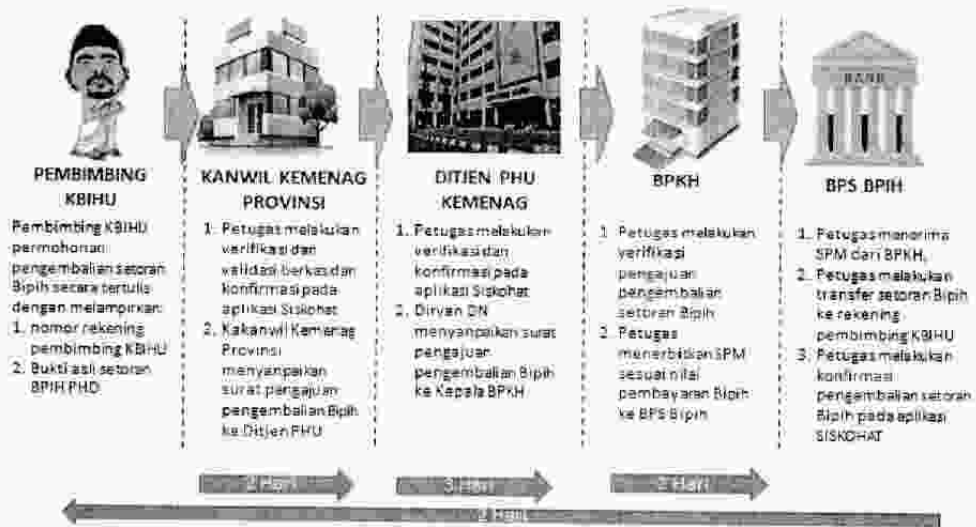 BANK
PEMBIMBING
KBIHU
Pembimbing KBIHU
permohonan
pengembalian setoran
Bipih secara tertulis
dengan melampirkan:
1. nomor rekening
pembimbing KBIHU
2. Bukti asli setoran
BPIH PHD
KANWIL KEMENAG
PROVINSI
1. Petugas melakukan
verifikasi dan
validasi berkas dan
konfirmasi pada
aplikasi Siskohat
2. Kakanwil Kemenag
Provinsi
menyampaikan
surat pengajuan
pengembalian Bipih
ke Ditjen PHU
DITJEN PHU
KEMENAG
1. Petugas melakukan
verifikasi dan
konfirmasi pada
aplikasi Siskohat
2. Diryan DN
menyampaikan surat
pengajuan
pengembalian Bipih
ke Kepala BPKH
BPKH
1. Petugas melakukan
verifikasi
pengajuan
pengembalian
setoran Bipih
2. Petugas
menerbitkan SPM
sesuai nilai
pembayaran Bipih
ke BPS Bipih
BPS BPIH
1. Petugas menerima
SPM dari BPKH.
2. Petugas melakukan
transfer setoran Bipih
ke rekening
pembimbing KBIHU
3. Petugas melakukan
konfirmasi
pengembalian setoran
Bipih pada aplikasi
SISKOHAT
2 Hari
3 Hari
2 Hari
2 Hari